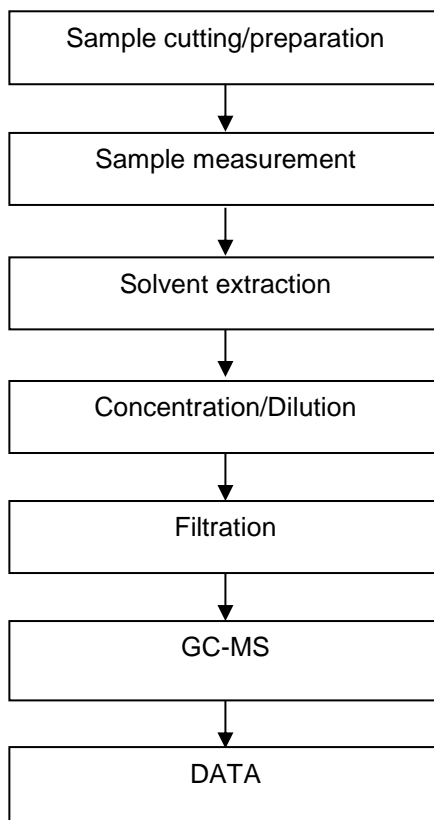 Sample cutting/preparation
Sample measurement
Solvent extraction
Concentration/Dilution
Filtration
GC-MS
DATA